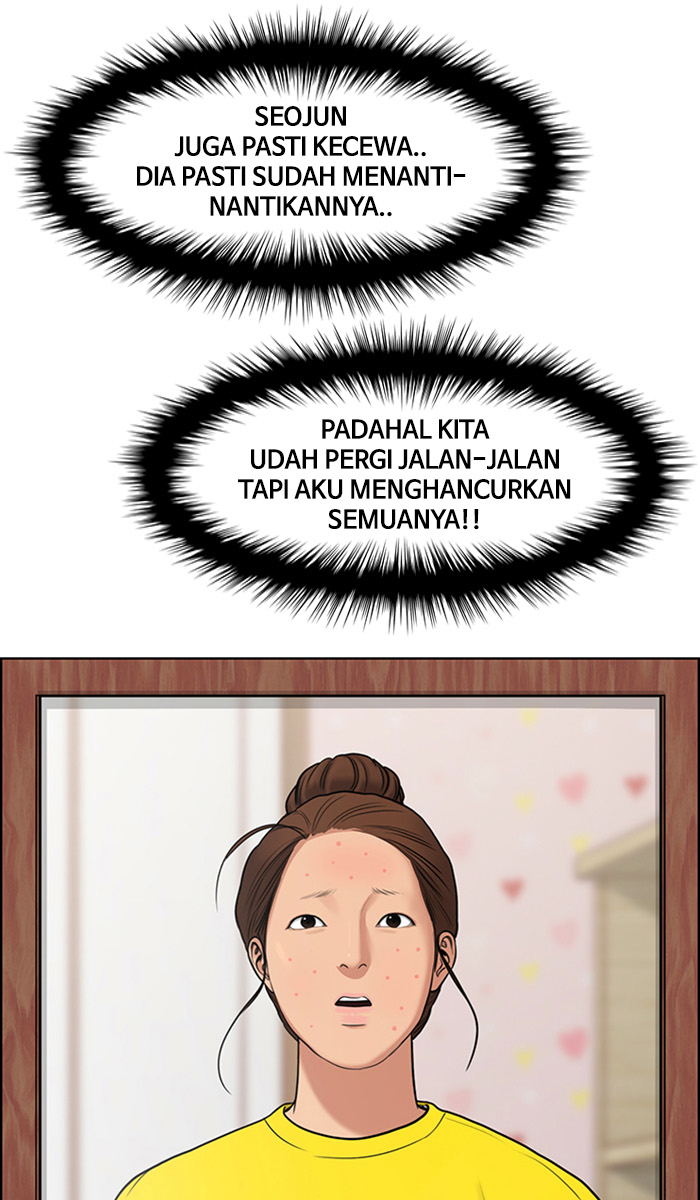 SEOJUN
JUGA PASTI KECEWA..
DIA PASTI SUDAH MENANTI-
NANTIKANNYA..
PADAHAL KITA
UDAH PERGI JALAN-JALAN
TAPI AKU MENGHANCURKAN
SEMUANYA!!